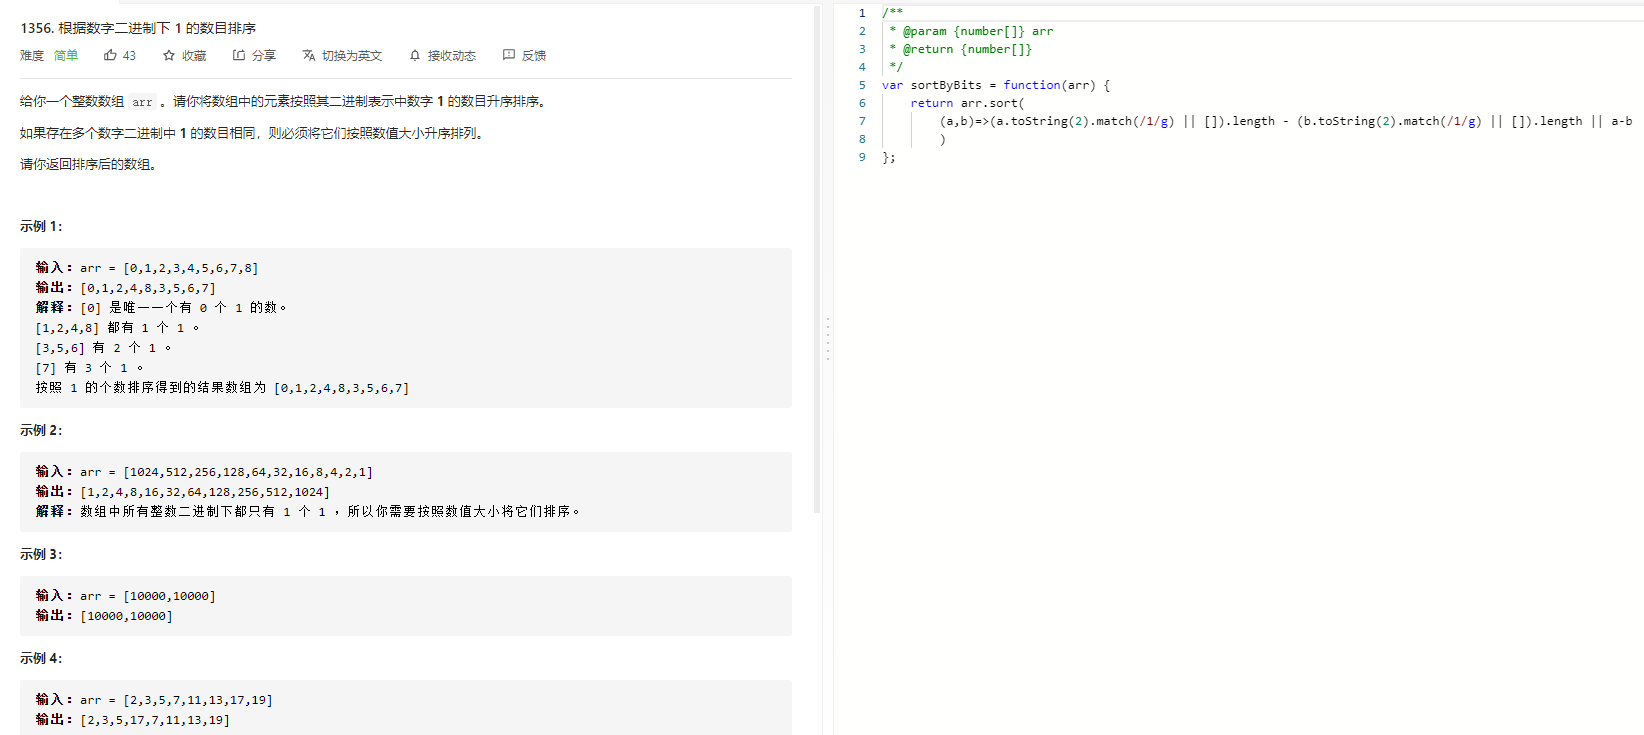 1356. 根据数字二进制下 1 的数目排序
难度 简单 43 收藏 分享 切换为英文 接收动态 反馈
给你一个整数数组 arr 。请你将数组中的元素按照其二进制表示中数字 1 的数目升序排序。
如果存在多个数字二进制中 1 的数目相同，则必须将它们按照数值大小升序排列。
请你返回排序后的数组。
示例 1：
输入：arr = [0,1,2,3,4,5,6,7,8]
输出：[0,1,2,4,8,3,5,6,7]
解释：[0] 是唯一一个有 0 个 1 的数。
[1,2,4,8] 都有 1 个 1 。
[3,5,6] 有 2 个 1 。
[7] 有 3 个 1 。
按照 1 的个数排序得到的结果数组为 [0,1,2,4,8,3,5,6,7]
示例 2：
输入：arr = [1024,512,256,128,64,32,16,8,4,2,1]
输出：[1,2,4,8,16,32,64,128,256,512,1024]
解释：数组中所有整数二进制下都只有 1 个 1 ，所以你需要按照数值大小将它们排序。
示例 3：
输入：arr = [10000,10000]
输出：[10000,10000]
示例 4：
输入：arr = [2,3,5,7,11,13,17,19]
输出：[2,3,5,17,7,11,13,19]
1 /**
2  * @param {number[]} arr
3  * @return {number[]}
4  */
5 var sortByBits = function(arr) {
6     return arr.sort(
7         (a,b)=>(a.toString(2).match(/1/g) || []).length - (b.toString(2).match(/1/g) || []).length || a-b
8         )
9 };